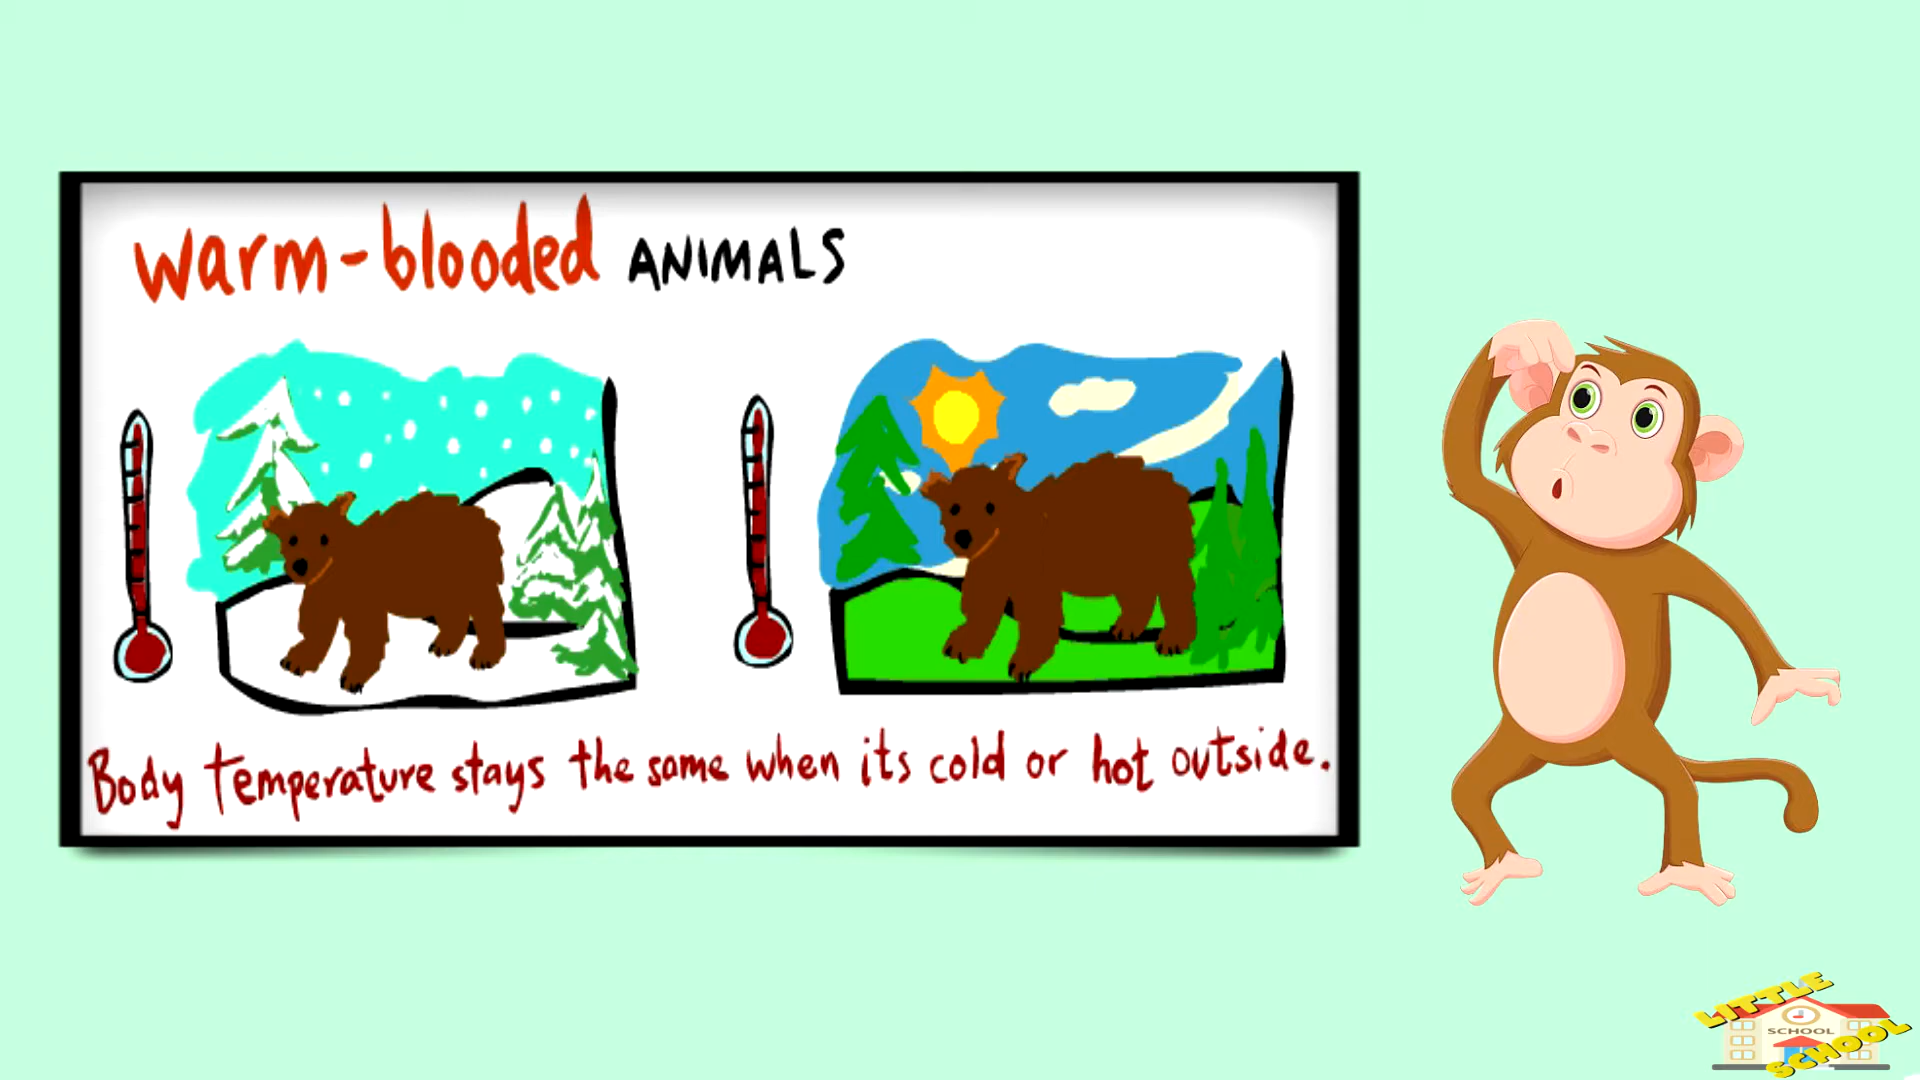 warm-blooded ANIMALS
Body temperature stays the same when its cold or hot outside.
LITTLE
SCHOOL
SCHOOL